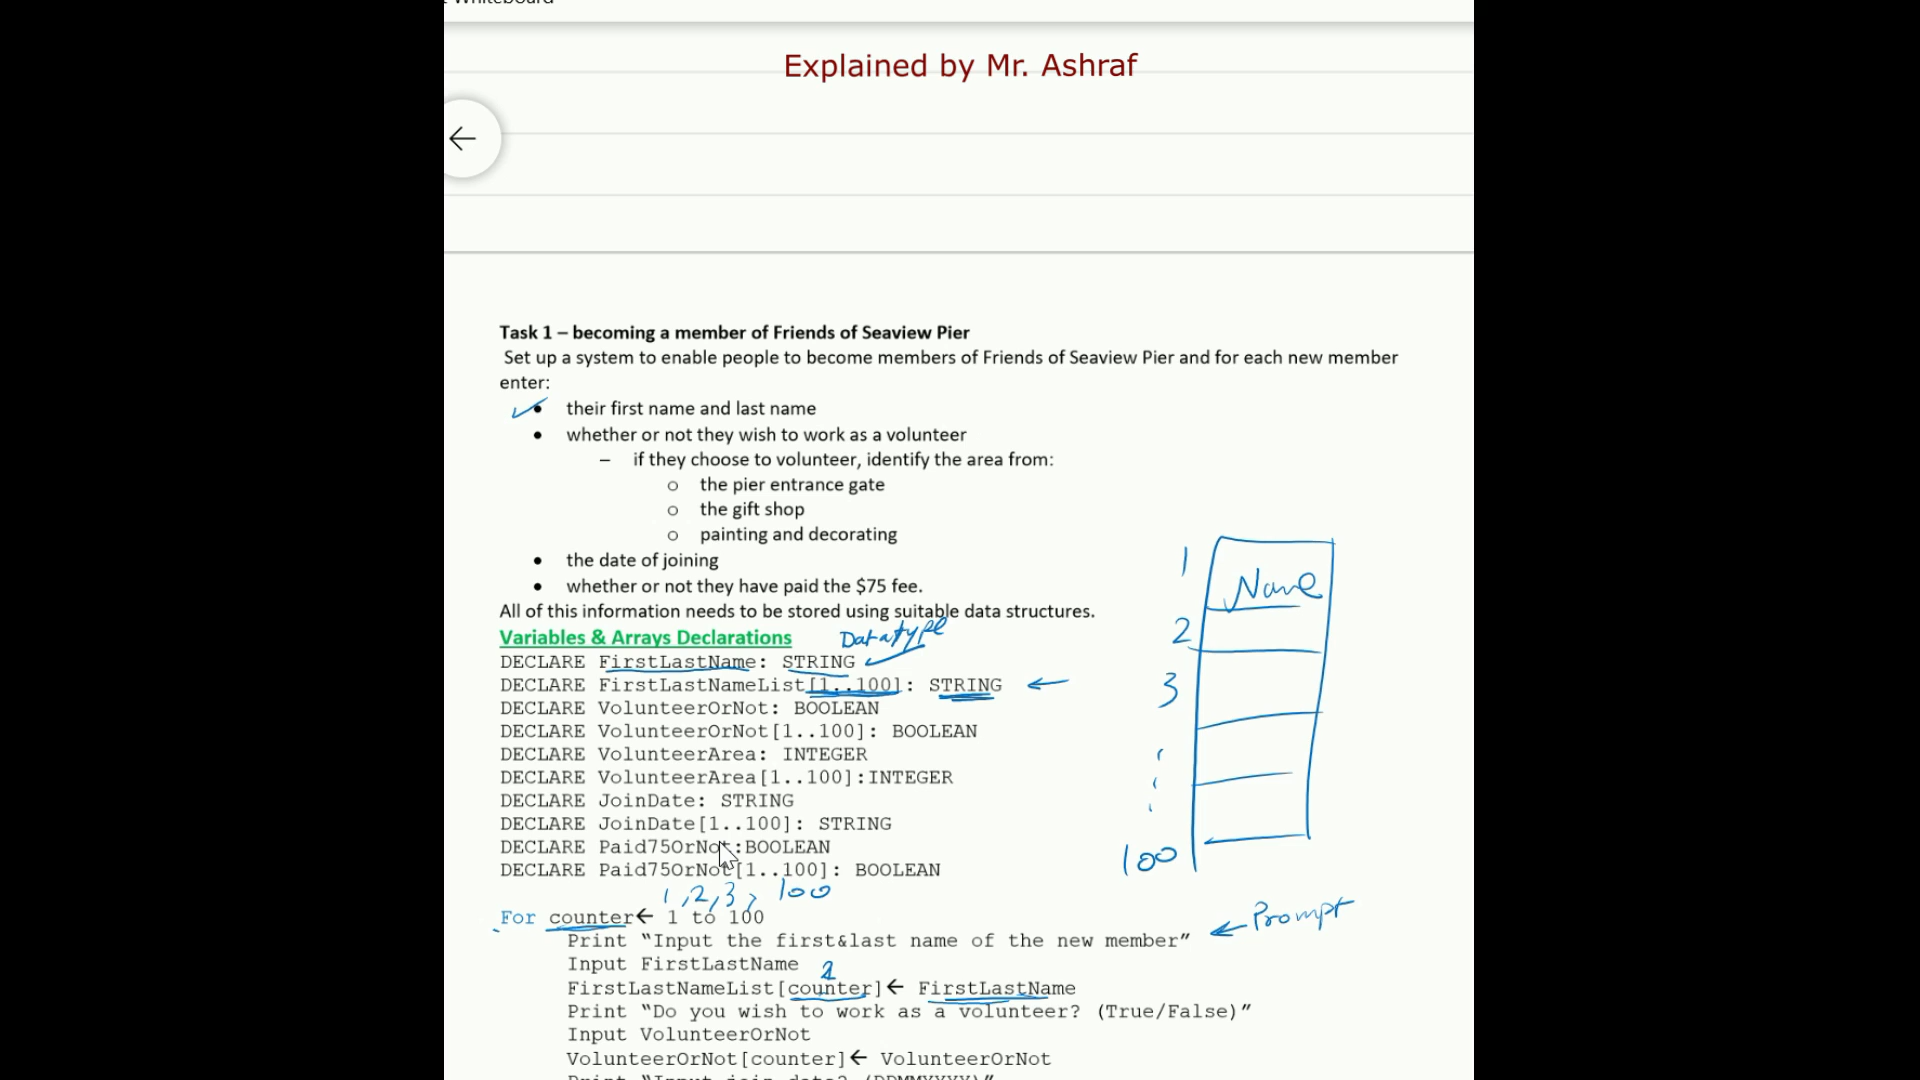 Whiteboard
Explained by Mr. Ashraf
Task 1 – becoming a member of Friends of Seaview Pier
Set up a system to enable people to become members of Friends of Seaview Pier and for each new member
enter:
• their first name and last name
• whether or not they wish to work as a volunteer
– if they choose to volunteer, identify the area from:
o the pier entrance gate
o the gift shop
o painting and decorating
• the date of joining
• whether or not they have paid the $75 fee.
All of this information needs to be stored using suitable data structures.
Variables & Arrays Declarations
Datatype
DECLARE FirstLastName: STRING
DECLARE FirstLastNameList[1..100]: STRING ←
DECLARE VolunteerOrNot: BOOLEAN
DECLARE VolunteerOrNot[1..100]: BOOLEAN
DECLARE VolunteerArea: INTEGER
DECLARE VolunteerArea[1..100]:INTEGER
DECLARE JoinDate: STRING
DECLARE JoinDate[1..100]: STRING
DECLARE Paid75OrNot:BOOLEAN
DECLARE Paid75OrNot[1..100]: BOOLEAN
1
Name
2
3
100
1,2,3, 100
For counter← 1 to 100
Print “Input the first&last name of the new member” ← Prompt
Input FirstLastName
FirstLastNameList[counter]← FirstLastName
Print “Do you wish to work as a volunteer? (True/False)”
Input VolunteerOrNot
VolunteerOrNot[counter]← VolunteerOrNot
Print “Input join date? (DDMMYYYY)”